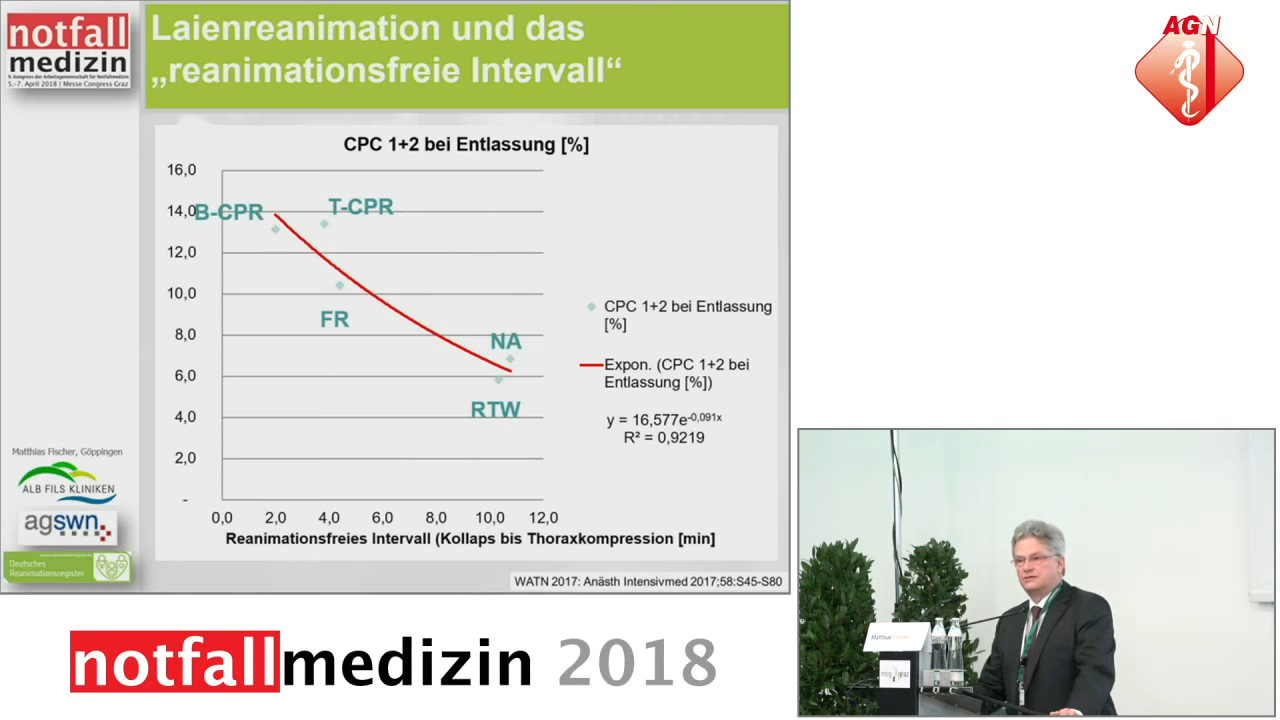 notfall
medizin
5.-7. April 2018 | Messe Congress Graz
Laienreanimation und das
„reanimationsfreie Intervall“
AGN
CPC 1+2 bei Entlassung [%]
16,0
14,0
12,0
10,0
8,0
6,0
4,0
2,0
-
B-CPR
T-CPR
FR
NA
RTW
0,0 2,0 4,0 6,0 8,0 10,0 12,0
Reanimationsfreies Intervall (Kollaps bis Thoraxkompression [min]
CPC 1+2 bei Entlassung
[%]
Expon. (CPC 1+2 bei
Entlassung [%])
y = 16,577e-0,091x
R² = 0,9219
Matthias Fischer, Göppingen
ALB FILS KLINIKEN
agswn
Deutsches
Reanimationsregister
WATN 2017: Anästh Intensivmed 2017;58:S45-S80
notfallmedizin 2018
Matthias Fischer
mcg graz